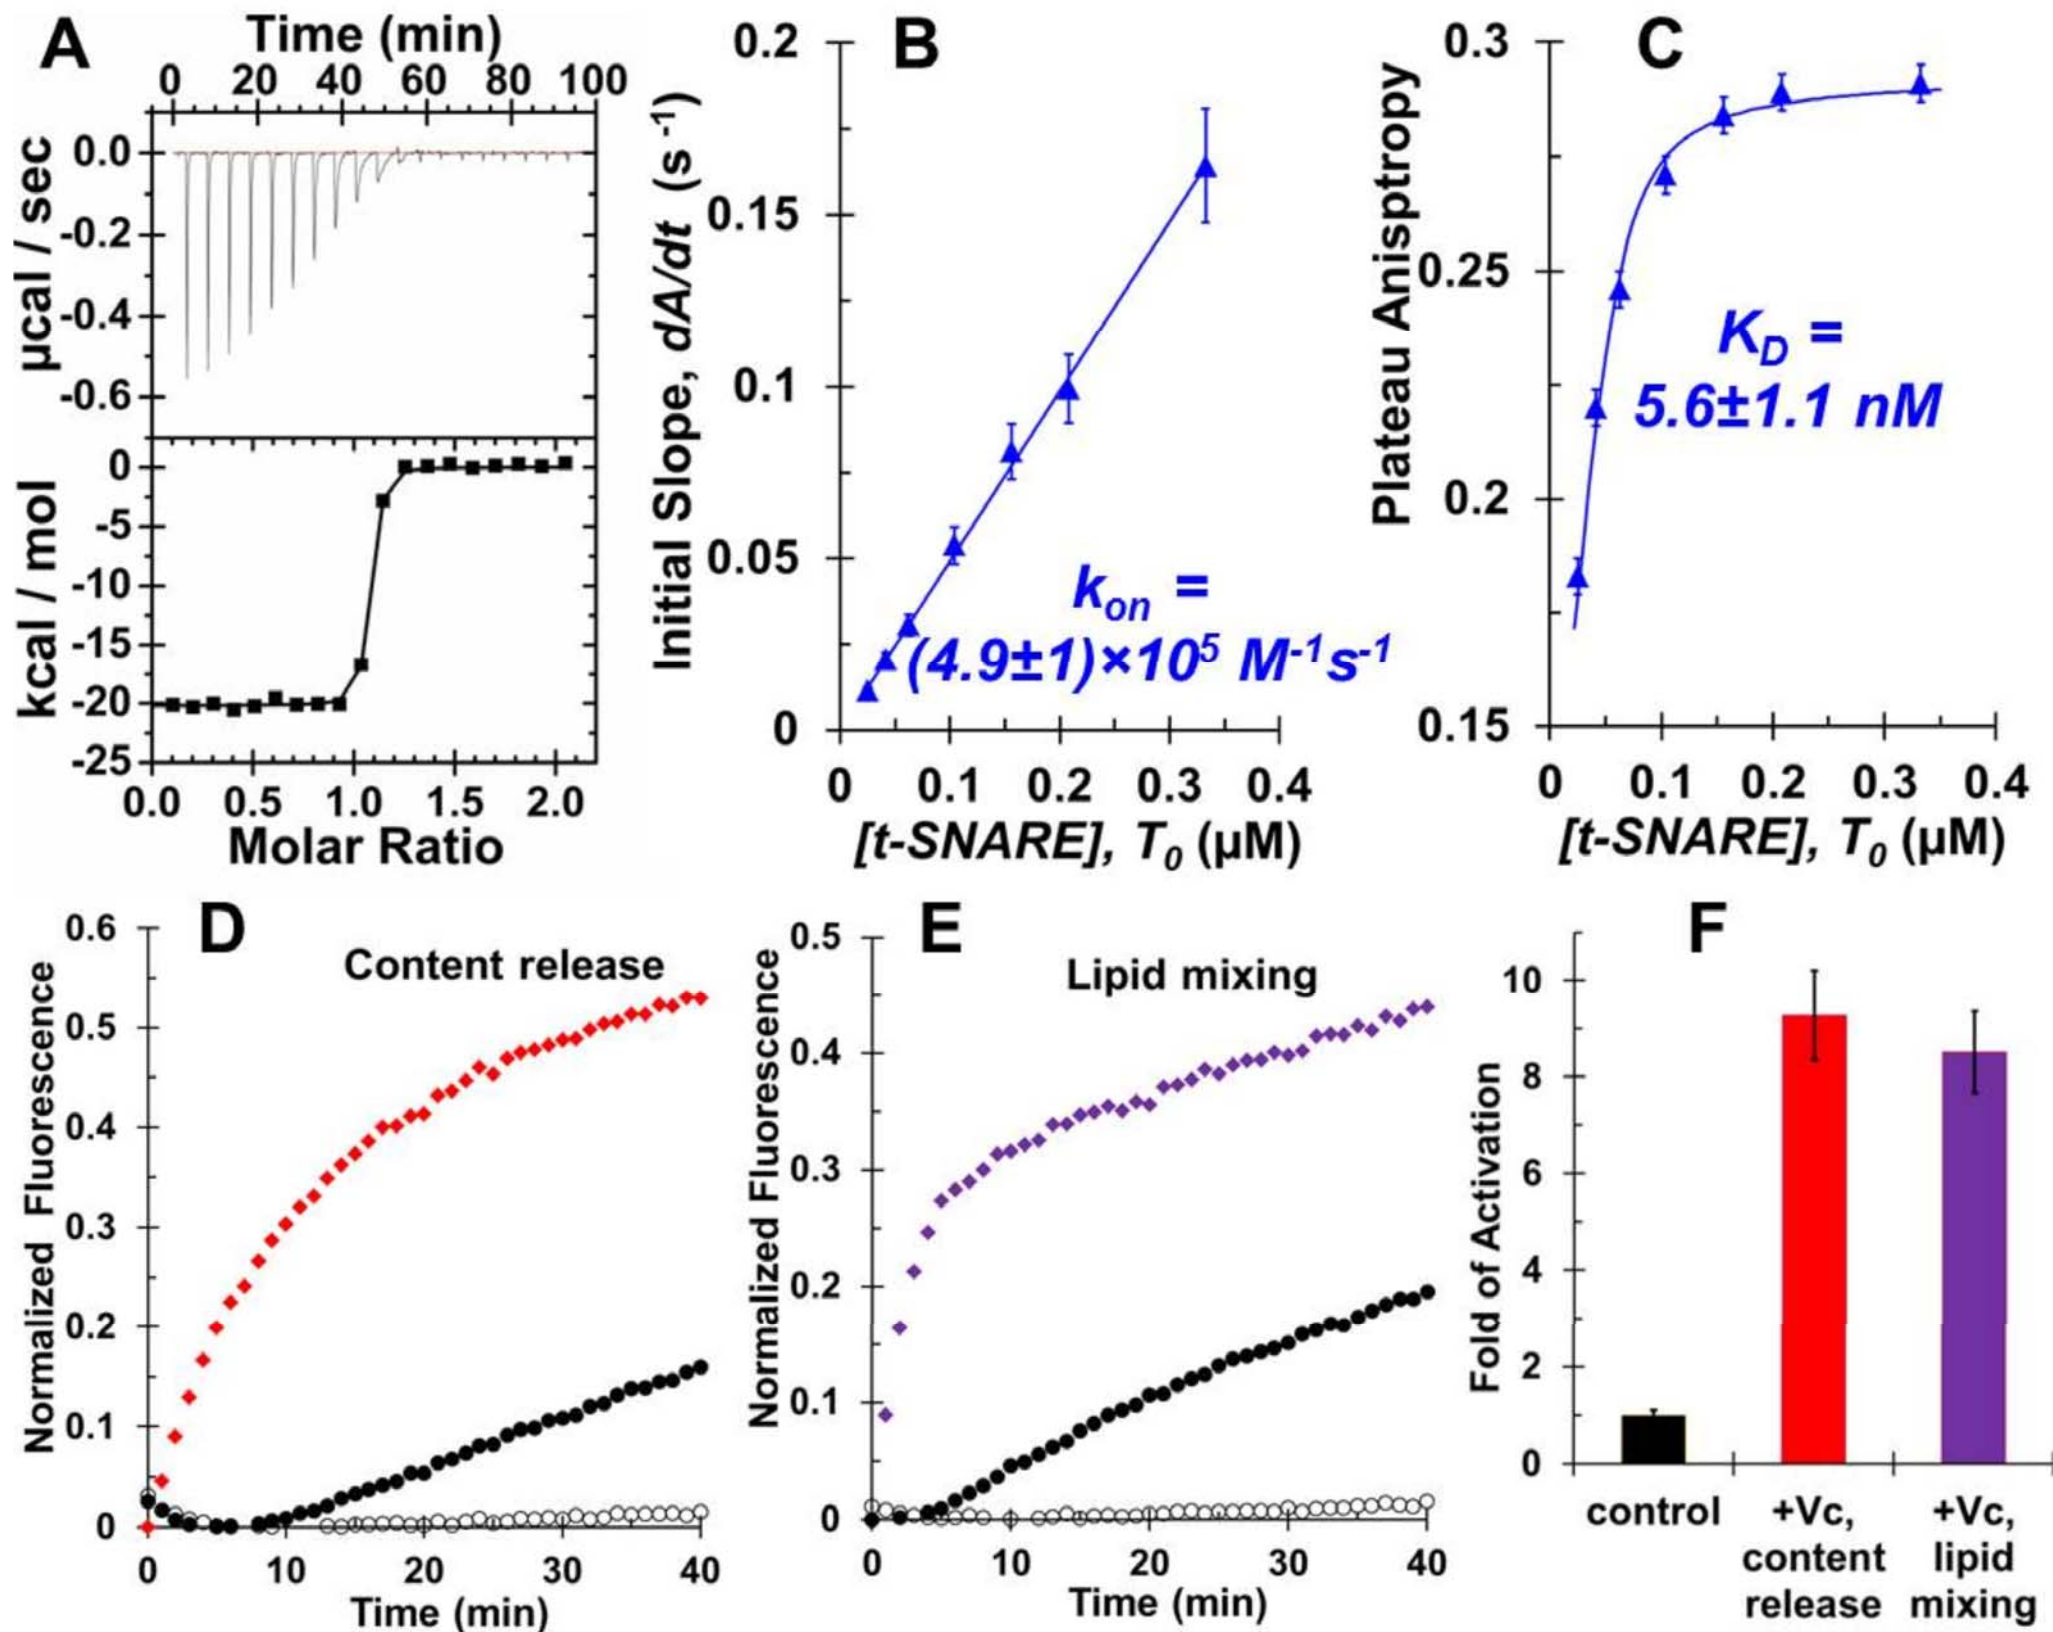 A
Time (min)
0 20 40 60 80 100
µcal / sec
0.0
-0.2
-0.4
-0.6
kcal / mol
0
-5
-10
-15
-20
-25
0.0 0.5 1.0 1.5 2.0
Molar Ratio
B
Initial Slope, dA/dt (s⁻¹)
0.2
0.15
0.1
0.05
0
k_on =
(4.9±1)×10⁵ M⁻¹s⁻¹
0 0.1 0.2 0.3 0.4
[t-SNARE], T₀ (µM)
C
Plateau Anisptropy
0.3
0.25
0.2
0.15
K_D =
5.6±1.1 nM
0 0.1 0.2 0.3 0.4
[t-SNARE], T₀ (µM)
D
Content release
Normalized Fluorescence
0.6
0.5
0.4
0.3
0.2
0.1
0
0 10 20 30 40
Time (min)
E
Lipid mixing
Normalized Fluorescence
0.5
0.4
0.3
0.2
0.1
0
0 10 20 30 40
Time (min)
F
Fold of Activation
10
8
6
4
2
0
control
+Vc,
content
release
+Vc,
lipid
mixing